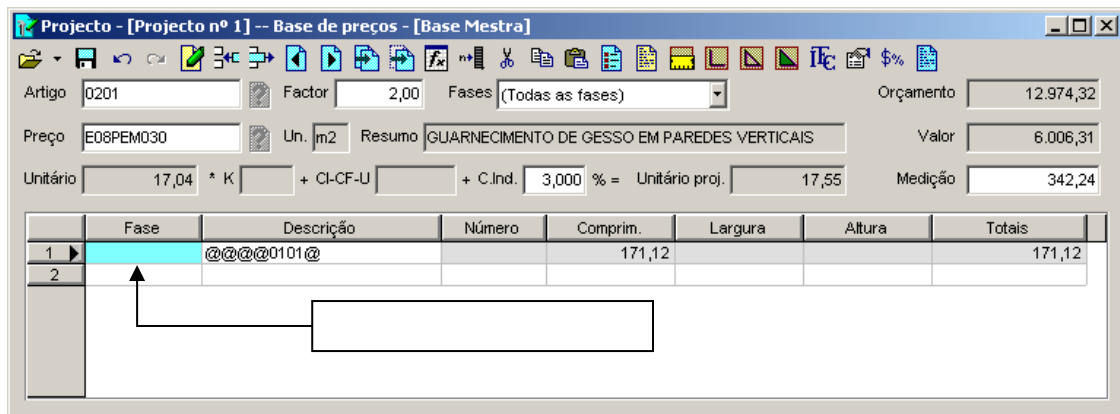 Projecto - [Projecto nº 1] -- Base de preços - [Base Mestra]
Artigo 0201 Factor 2,00 Fases (Todas as fases) Orçamento 12.974,32
Preço E08PEM030 Un. m2 Resumo GUARNECIMENTO DE GESSO EM PAREDES VERTICAIS Valor 6.006,31
Unitário 17,04 * K + CI-CF-U + C.Ind. 3,000 % = Unitário proj. 17,55 Medição 342,24
Fase Descrição Número Comprim. Largura Altura Totais
1 @@@@0101@ 171,12 171,12
2